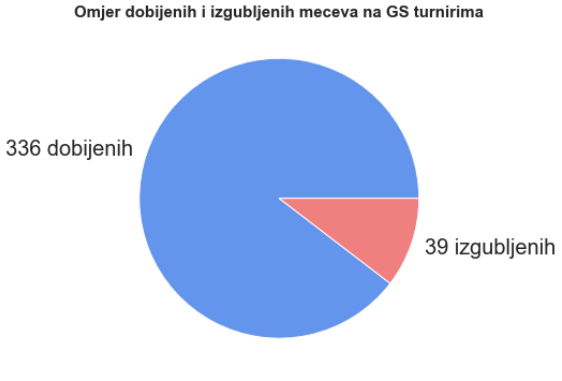 Omjer dobijenih i izgubljenih meceva na GS turnirima
336 dobijenih
39 izgubljenih